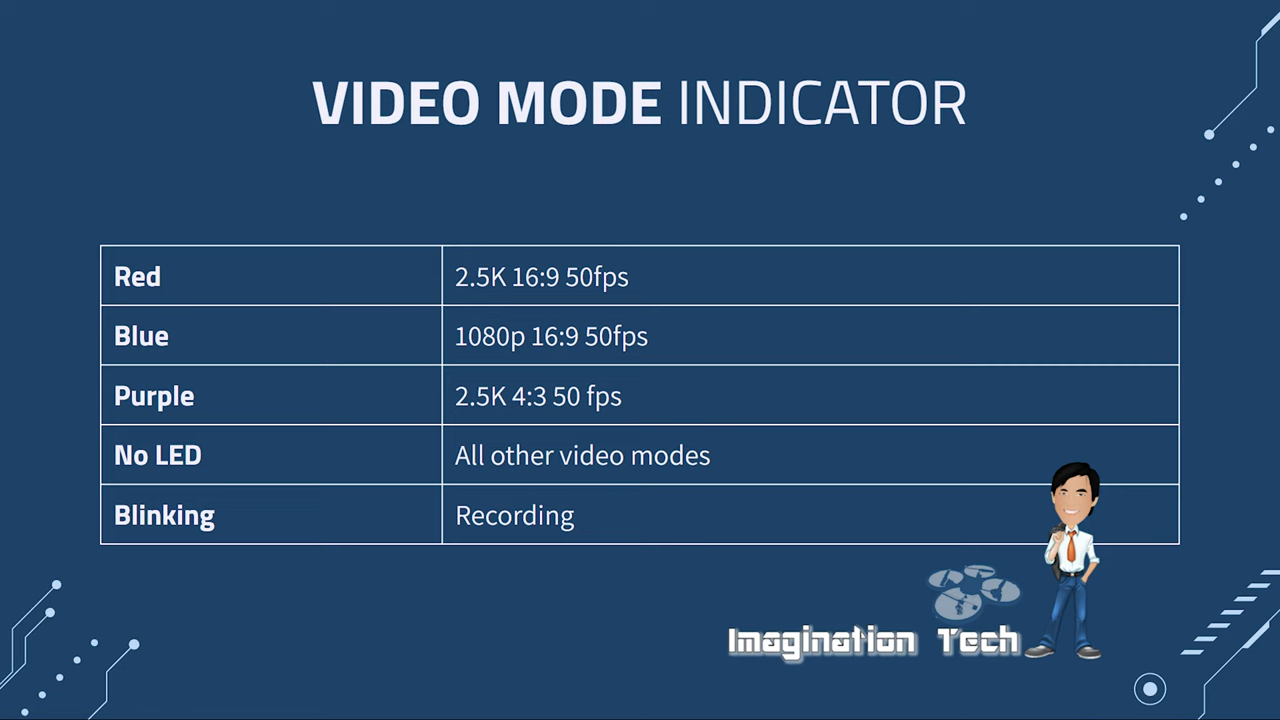 VIDEO MODE INDICATOR
Red 2.5K 16:9 50fps
Blue 1080p 16:9 50fps
Purple 2.5K 4:3 50 fps
No LED All other video modes
Blinking Recording
Imagination Tech